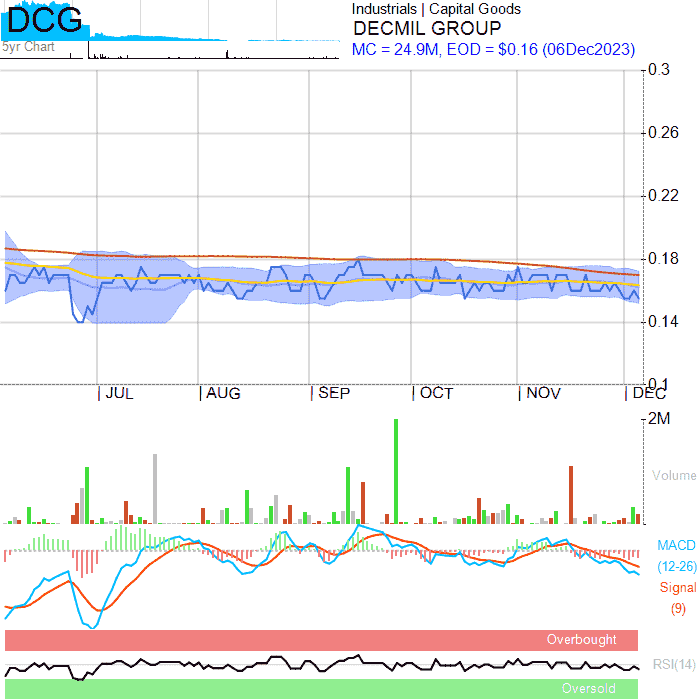 DCG
5yr Chart
Industrials | Capital Goods
DECMIL GROUP
MC = 24.9M, EOD = $0.16 (06Dec2023)
0.3
0.26
0.22
0.18
0.14
0.1
JUL AUG SEP OCT NOV DEC
2M
Volume
MACD
(12-26)
Signal
(9)
Overbought
RSI(14)
Oversold